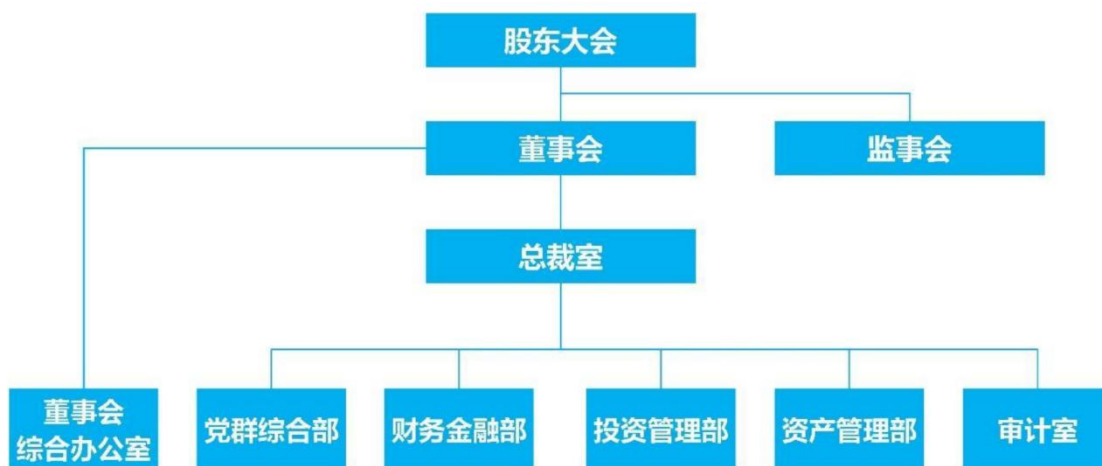 股东大会
董事会
监事会
总裁室
董事会
综合办公室
党群综合部
财务金融部
投资管理部
资产管理部
审计室